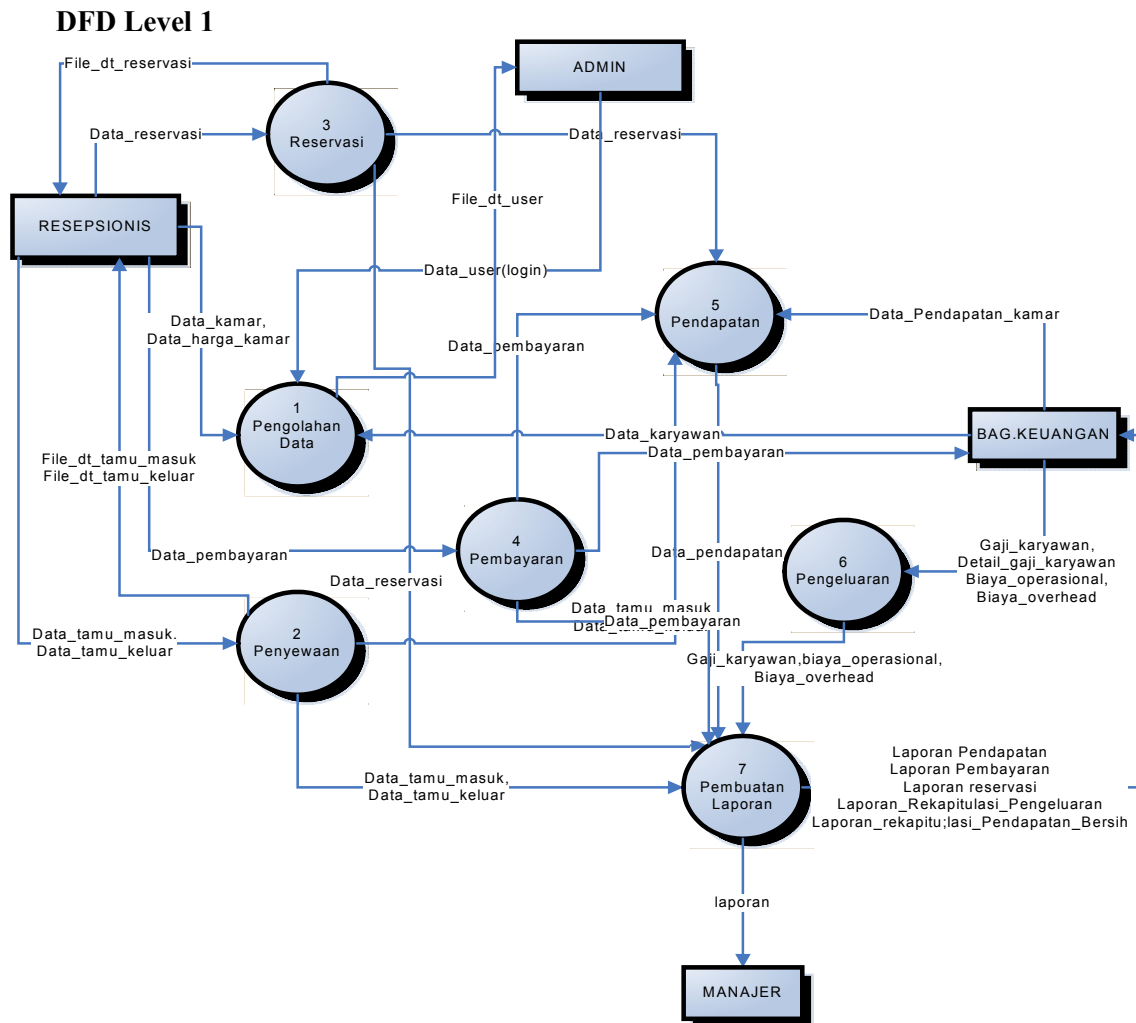 DFD Level 1
File_dt_reservasi
ADMIN
3
Reservasi
Data_reservasi
Data_reservasi
File_dt_user
RESEPSIONIS
Data_user(login)
5
Pendapatan
Data_Pendapatan_kamar
Data_kamar,
Data_harga_kamar
Data_pembayaran
1
Pengolahan
Data
Data_karyawan
BAG.KEUANGAN
File_dt_tamu_masuk
File_dt_tamu_keluar
Data_pembayaran
4
Pembayaran
Data_pembayaran
Data_pendapatan
6
Pengeluaran
Gaji_karyawan,
Detail_gaji_karyawan
Biaya_operasional,
Biaya_overhead
Data_reservasi
Data_tamu_masuk
Data_pembayaran
Data_tamu_keluar
Data_tamu_masuk.
Data_tamu_keluar
2
Penyewaan
Gaji_karyawan,biaya_operasional,
Biaya_overhead
Data_tamu_masuk,
Data_tamu_keluar
7
Pembuatan
Laporan
Laporan Pendapatan
Laporan Pembayaran
Laporan reservasi
Laporan_Rekapitulasi_Pengeluaran
Laporan_rekapitu;lasi_Pendapatan_Bersih
laporan
MANAJER